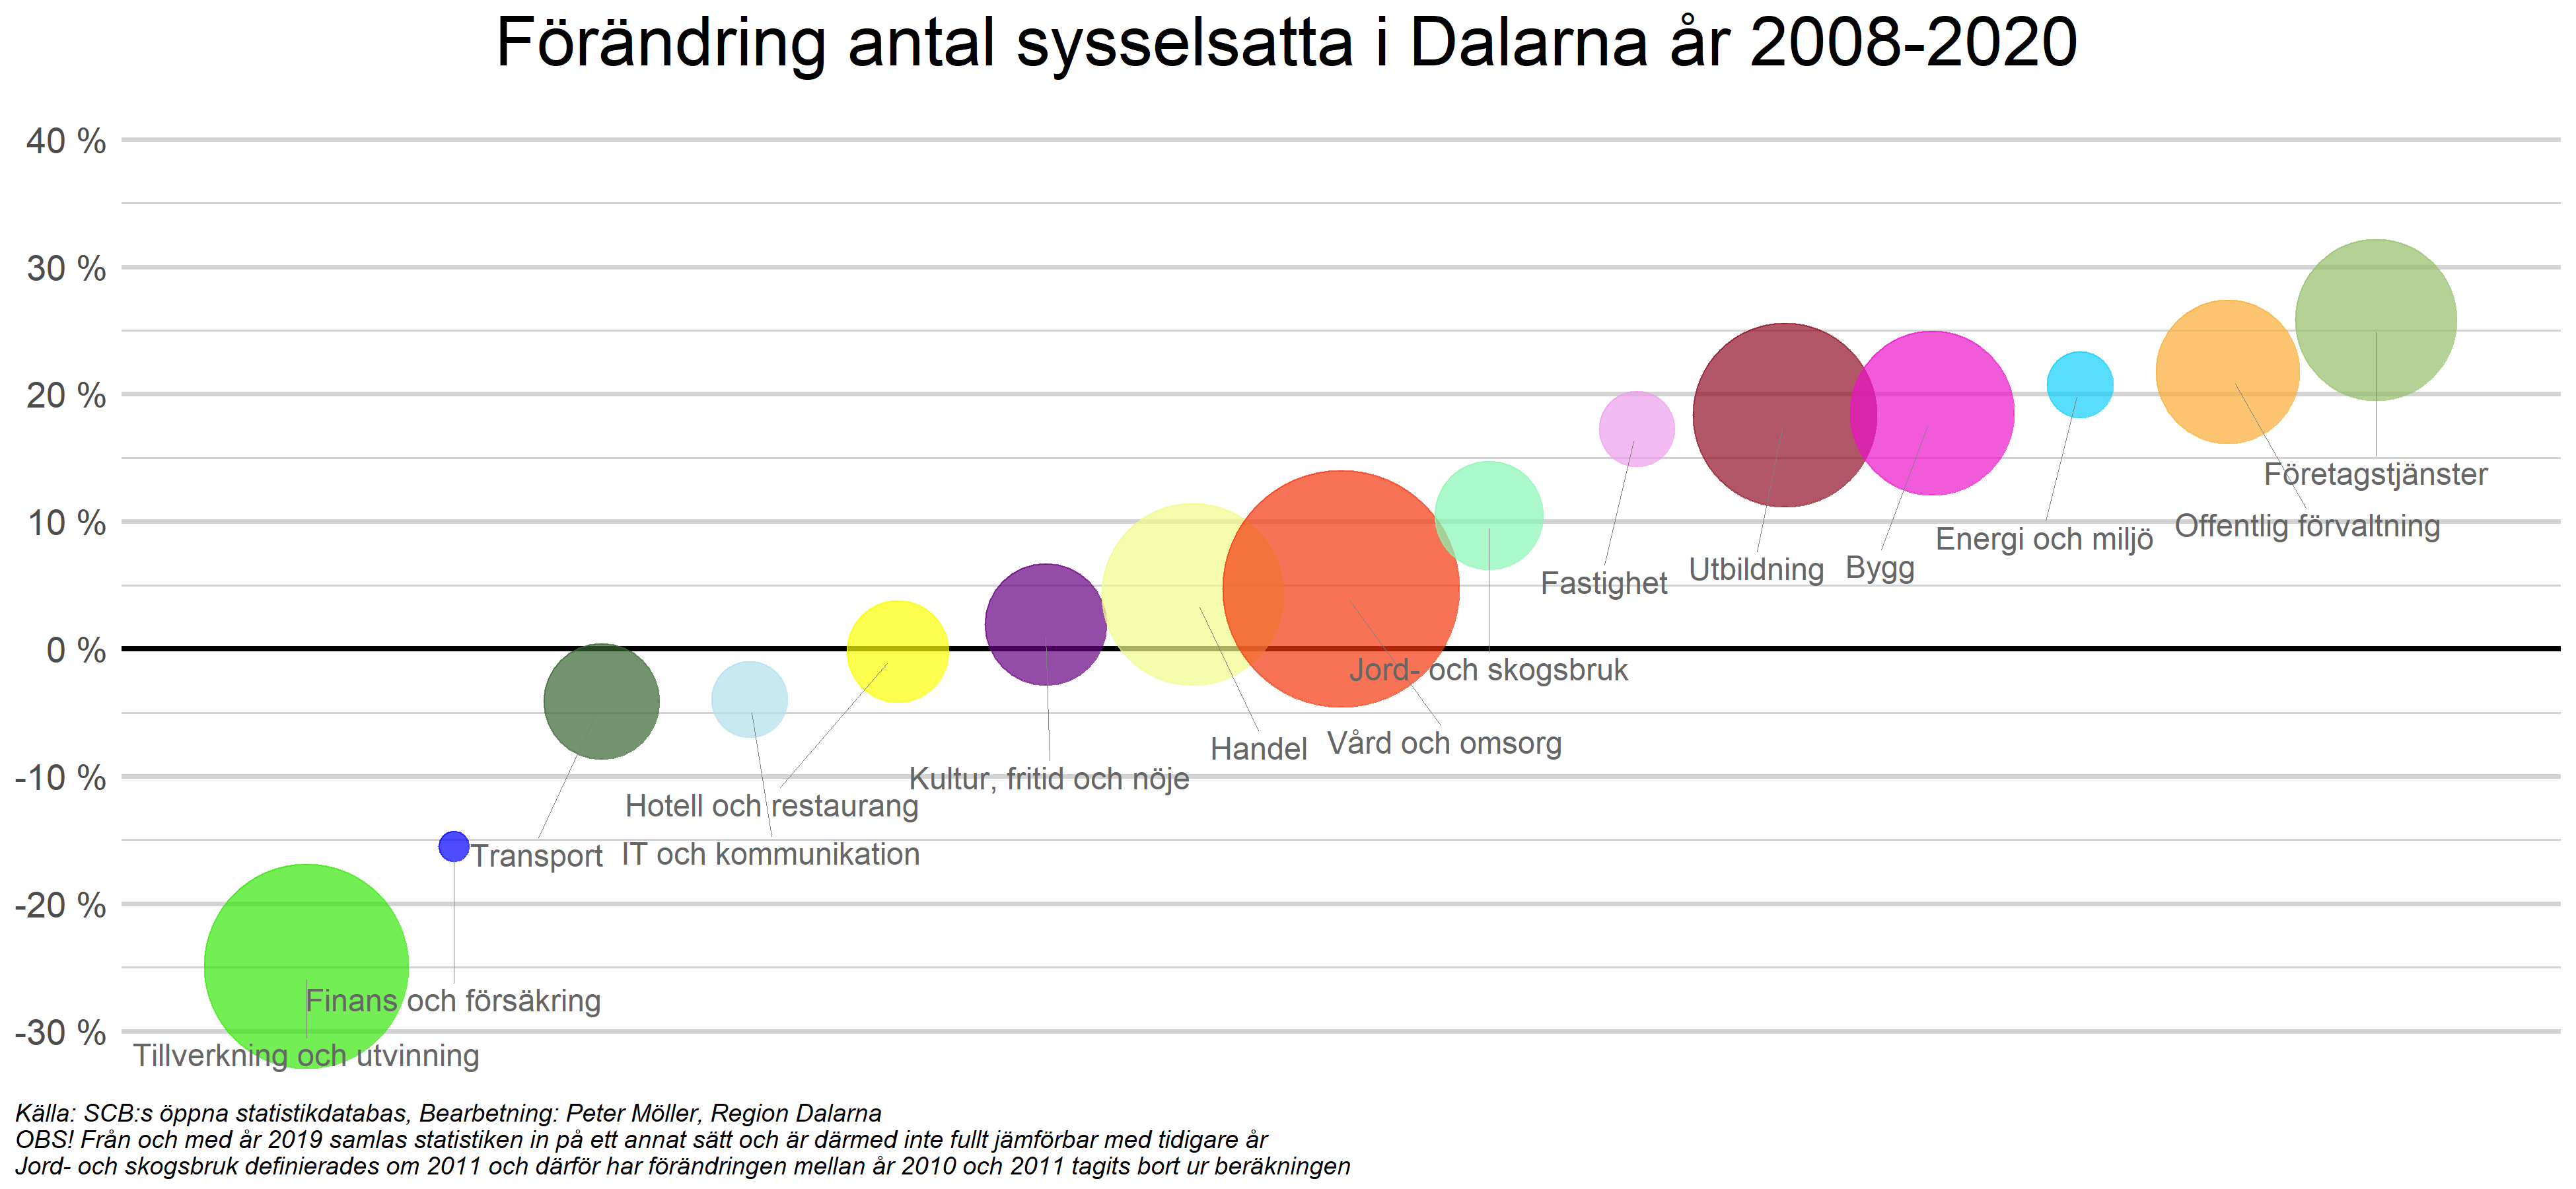 Förändring antal sysselsatta i Dalarna år 2008-2020
40 %
30 %
20 %
10 %
0 %
-10 %
-20 %
-30 %
Företagstjänster
Offentlig förvaltning
Energi och miljö
Bygg
Utbildning
Fastighet
Jord- och skogsbruk
Vård och omsorg
Handel
Kultur, fritid och nöje
Hotell och restaurang
IT och kommunikation
Transport
Finans och försäkring
Tillverkning och utvinning
Källa: SCB:s öppna statistikdatabas, Bearbetning: Peter Möller, Region Dalarna
OBS! Från och med år 2019 samlas statistiken in på ett annat sätt och är därmed inte fullt jämförbar med tidigare år
Jord- och skogsbruk definierades om 2011 och därför har förändringen mellan år 2010 och 2011 tagits bort ur beräkningen